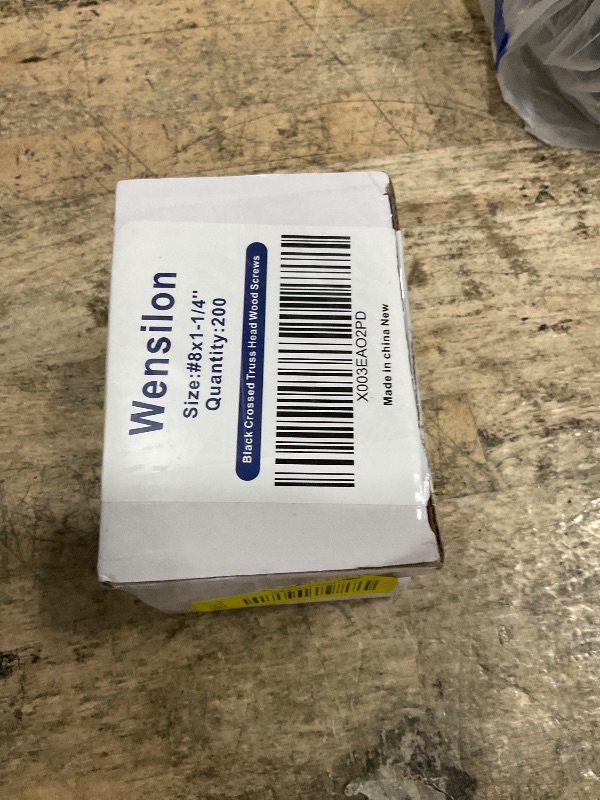 Wensilon
Size:#8x1-1/4"
Quantity:200
Black Crossed Truss Head Wood Screws
X003EAO2PD
Made in china New